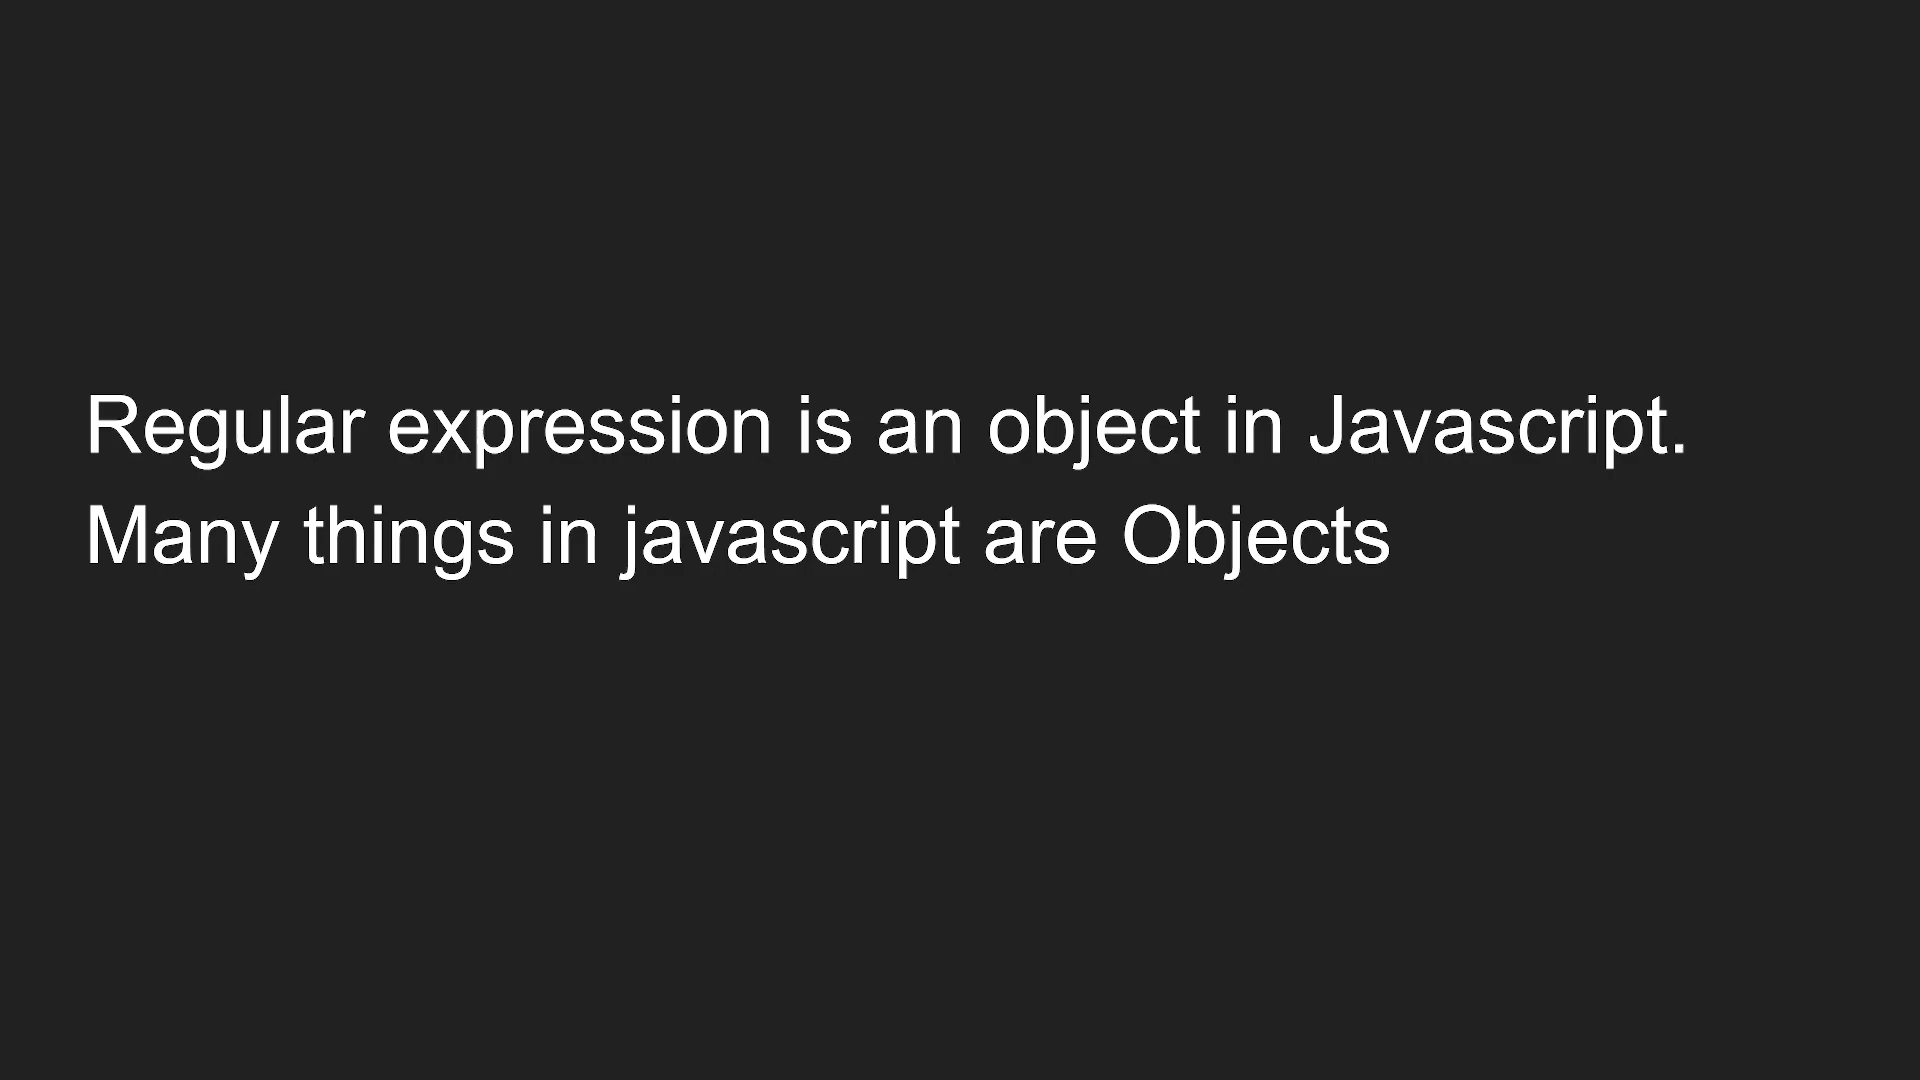 Regular expression is an object in Javascript.
Many things in javascript are Objects